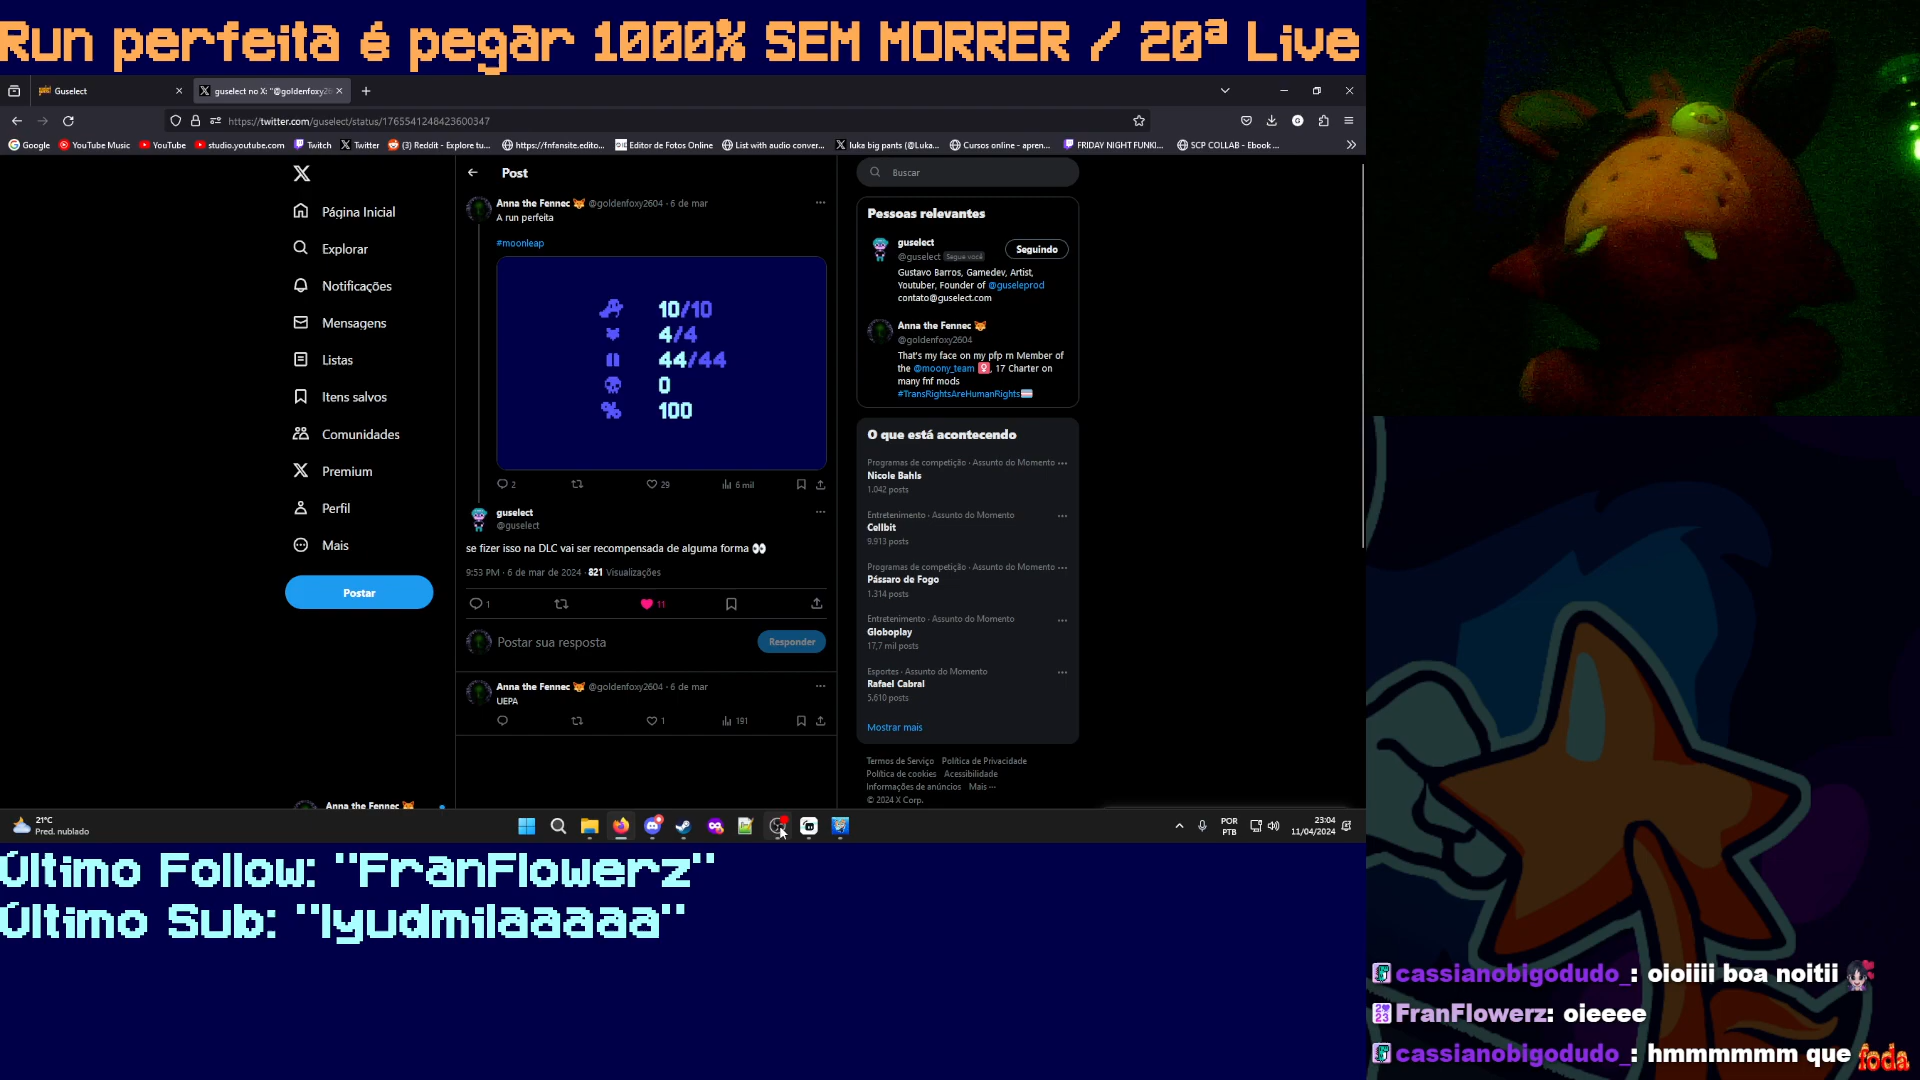 Run perfeita é pegar 1000% SEM MORRER / 20ª Live
Guselect
guselect no X: "@goldenfoxy26
https://twitter.com/guselect/status/1765541248423600347
Google
YouTube Music
YouTube
studio.youtube.com
Twitch
Twitter
(3) Reddit - Explore tu...
https://fnfansite.edito...
Editor de Fotos Online
List with audio conver...
luka big pants (@Luka...
Cursos online - apren...
FRIDAY NIGHT FUNKI...
SCP COLLAB - Ebook ...
Página Inicial
Explorar
Notificações
Mensagens
Listas
Itens salvos
Comunidades
Premium
Perfil
Mais
Postar
Anna the Fennec
Post
Anna the Fennec 🦊 @goldenfoxy2604 · 6 de mar
A run perfeita
#moonleap
10/10
4/4
44/44
0
% 100
2 29 6 mil
guselect
@guselect
se fizer isso na DLC vai ser recompensada de alguma forma 👀
9:53 PM · 6 de mar de 2024 · 821 Visualizações
1 11
Postar sua resposta
Responder
Anna the Fennec 🦊 @goldenfoxy2604 · 6 de mar
UEPA
1 191
Buscar
Pessoas relevantes
guselect
@guselect Segue você
Seguindo
Gustavo Barros, Gamedev, Artist,
Youtuber, Founder of @guseleprod
contato@guselect.com
Anna the Fennec 🦊
@goldenfoxy2604
That's my face on my pfp rn Member of
the @moony_team, 17 Charter on
many fnf mods
#TransRightsAreHumanRights🏳️‍⚧️
O que está acontecendo
Programas de competição · Assunto do Momento
Nicole Bahls
1.042 posts
Entretenimento · Assunto do Momento
Cellbit
9.913 posts
Programas de competição · Assunto do Momento
Pássaro de Fogo
1.314 posts
Entretenimento · Assunto do Momento
Globoplay
17,7 mil posts
Esportes · Assunto do Momento
Rafael Cabral
5.610 posts
Mostrar mais
Termos de Serviço Política de Privacidade
Política de cookies Acessibilidade
Informações de anúncios Mais ···
© 2024 X Corp.
21°C
Pred. nublado
POR
PTB
23:04
11/04/2024
Último Follow: "FranFlowerz"
Último Sub: "lyudmilaaaaaa"
cassianobigodudo_: oioiiii boa noitii
FranFlowerz: oieeee
cassianobigodudo_: hmmmmmm que foda